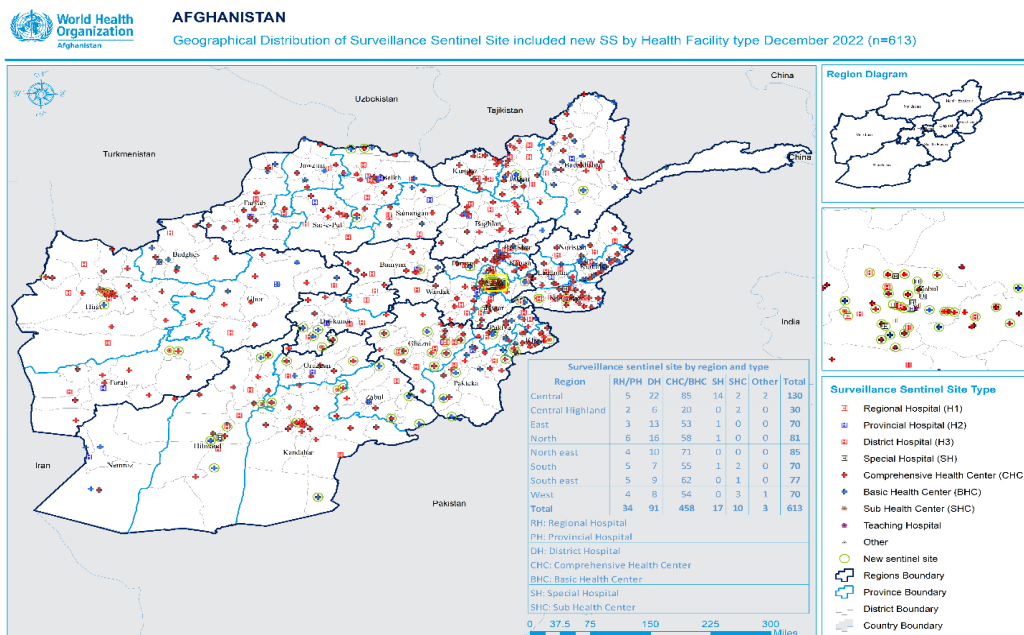 World Health
Organization
Afghanistan
AFGHANISTAN
Geographical Distribution of Surveillance Sentinel Site included new SS by Health Facility type December 2022 (n=613)
China
Uzbokistan
Tajikistan
Turkmenistan
China
Jawzjan
Balkh
Kunduz
Badakhshan
Faryab
Sar-e-Pul
Samangan
Baghlan
Badghis
Bamyan
Nuristan
Hirat
Ghor
Wardak
India
Ghazni
Uruzgan
Farah
Paktika
Zabul
Hilmand
Kandahar
Iran
Nimroz
Pakistan
Surveillance sentinel site by region and type
Region RH/PH DH CHC/BHC SH SHC Other Total
Central 5 22 85 14 2 2 130
Central Highland 2 6 20 0 2 0 30
East 3 13 53 1 0 0 70
North 6 16 58 1 0 0 81
North east 4 10 71 0 0 0 85
South 5 7 55 1 2 0 70
South east 5 9 62 0 1 0 77
West 4 8 54 0 3 1 70
Total 34 91 458 17 10 3 613
RH: Regional Hospital
PH: Provincial Hospital
DH: District Hospital
CHC: Comprehensive Health Center
BHC: Basic Health Center
SH: Special Hospital
SHC: Sub Health Center
0 37.5 75 150 225 300
Miles
Region Diagram
Surveillance Sentinel Site Type
Regional Hospital (H1)
Provincial Hospital (H2)
District Hospital (H3)
Special Hospital (SH)
Comprehensive Health Center (CHC
Basic Health Center (BHC)
Sub Health Center (SHC)
Teaching Hospital
Other
New sentinel site
Regions Boundary
Province Boundary
District Boundary
Country Boundary